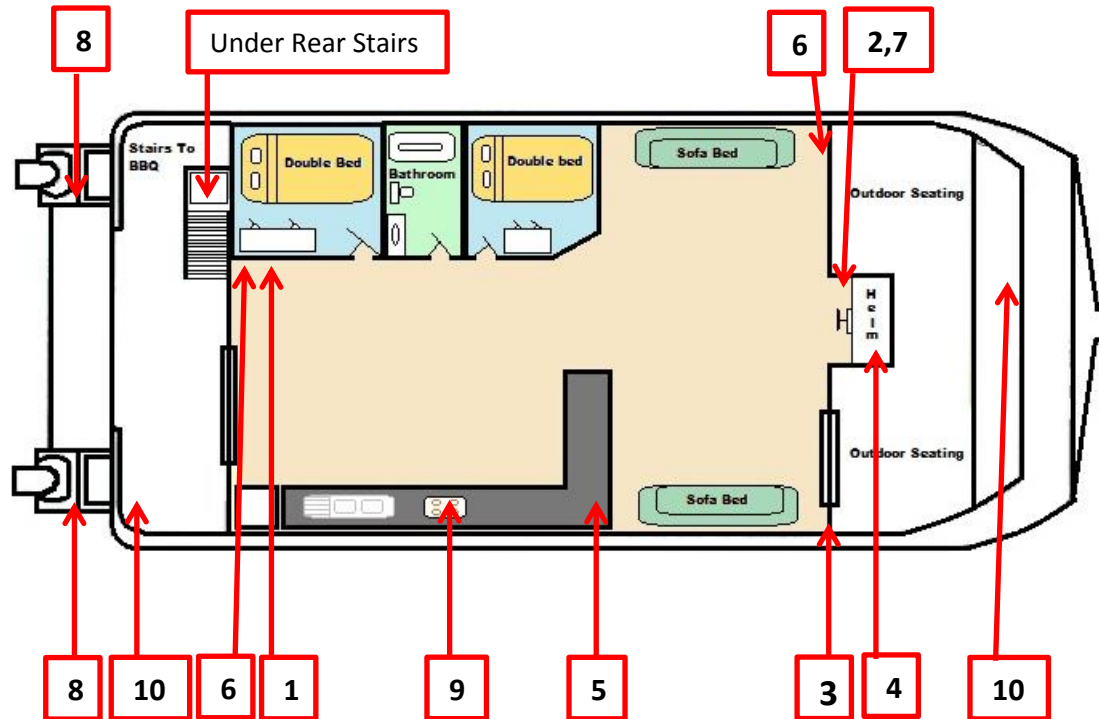 8
Under Rear Stairs
6
2,7
Stairs To
BBQ
Double Bed
Bathroom
Double bed
Sofa Bed
Outdoor Seating
Helm
Sofa Bed
Outdoor Seating
8
10
6
1
9
5
3
4
10